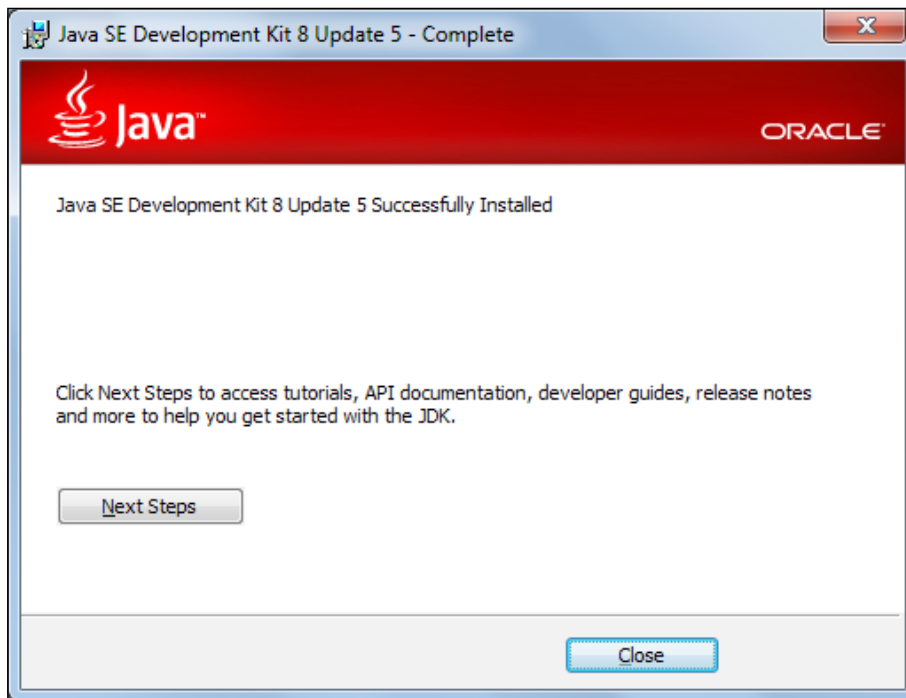 Java SE Development Kit 8 Update 5 - Complete
Java™
ORACLE®
Java SE Development Kit 8 Update 5 Successfully Installed
Click Next Steps to access tutorials, API documentation, developer guides, release notes
and more to help you get started with the JDK.
Next Steps
Close